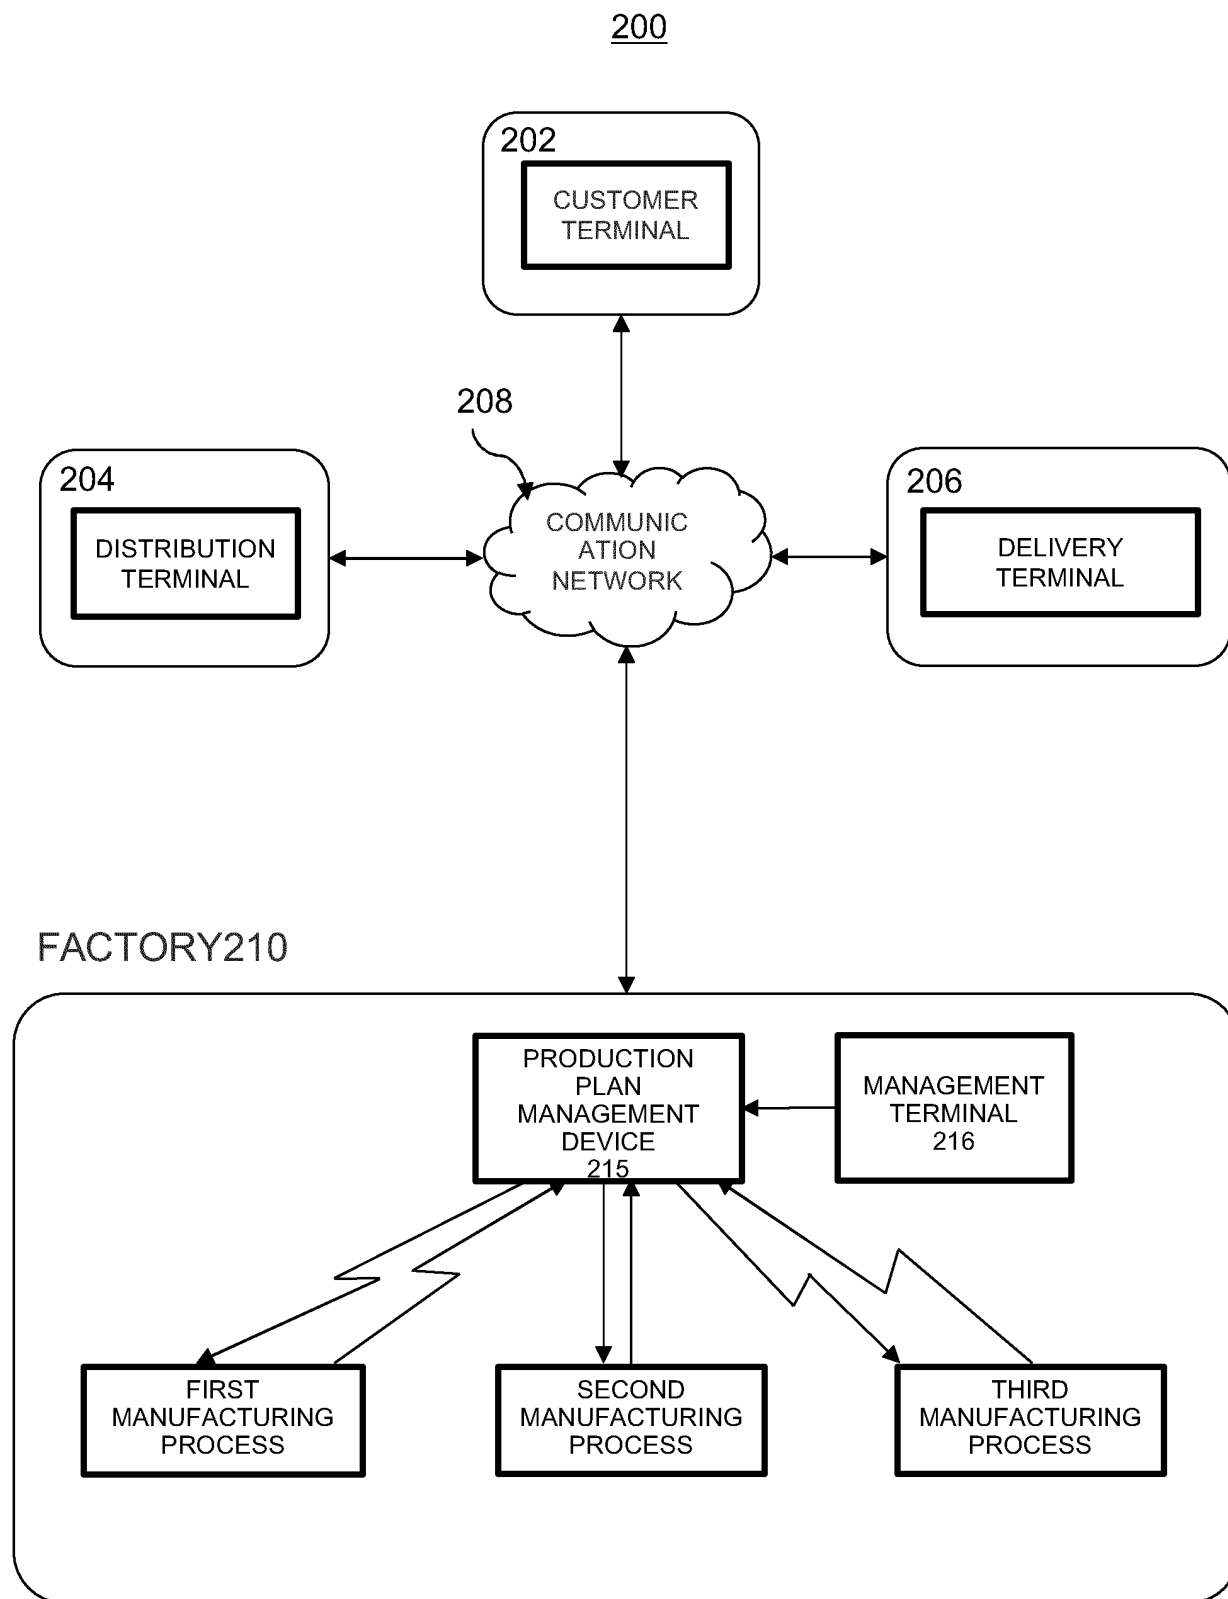 200
202
CUSTOMER
TERMINAL
208
204
DISTRIBUTION
TERMINAL
COMMUNIC
ATION
NETWORK
206
DELIVERY
TERMINAL
FACTORY210
PRODUCTION
PLAN
MANAGEMENT
DEVICE
215
MANAGEMENT
TERMINAL
216
FIRST
MANUFACTURING
PROCESS
SECOND
MANUFACTURING
PROCESS
THIRD
MANUFACTURING
PROCESS